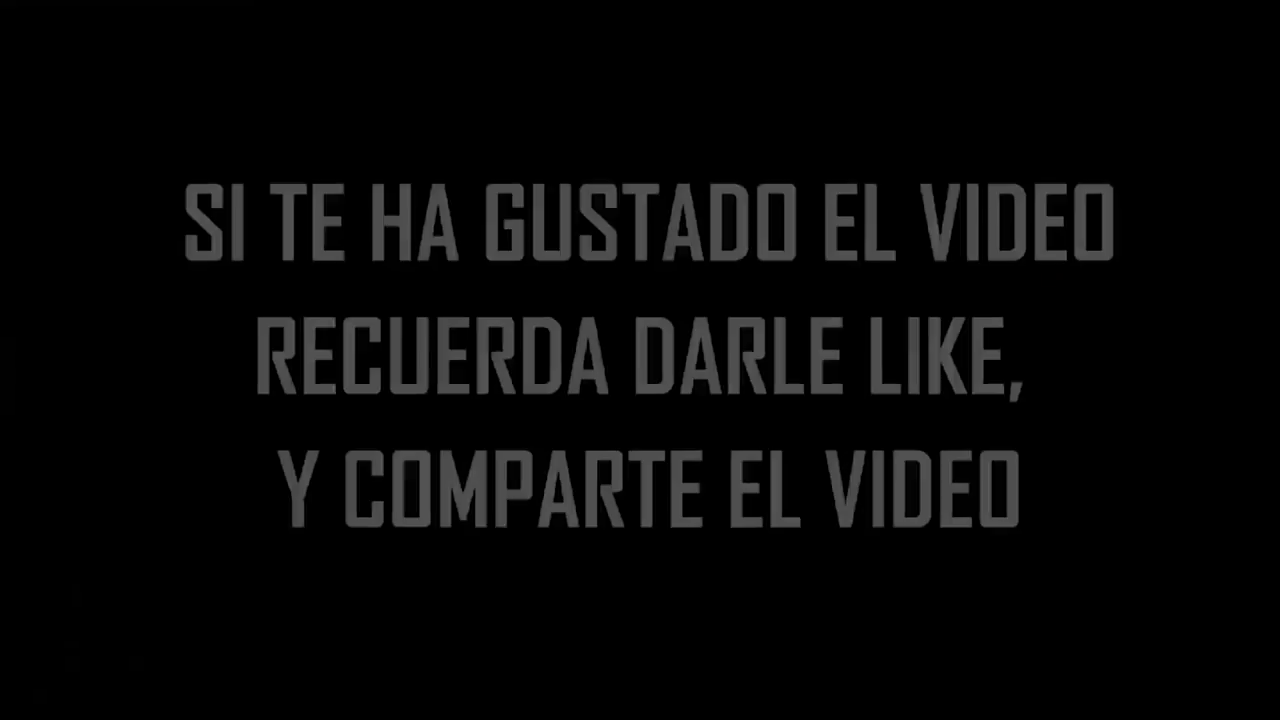 SI TE HA GUSTADO EL VIDEO
RECUERDA DARLE LIKE,
Y COMPARTE EL VIDEO